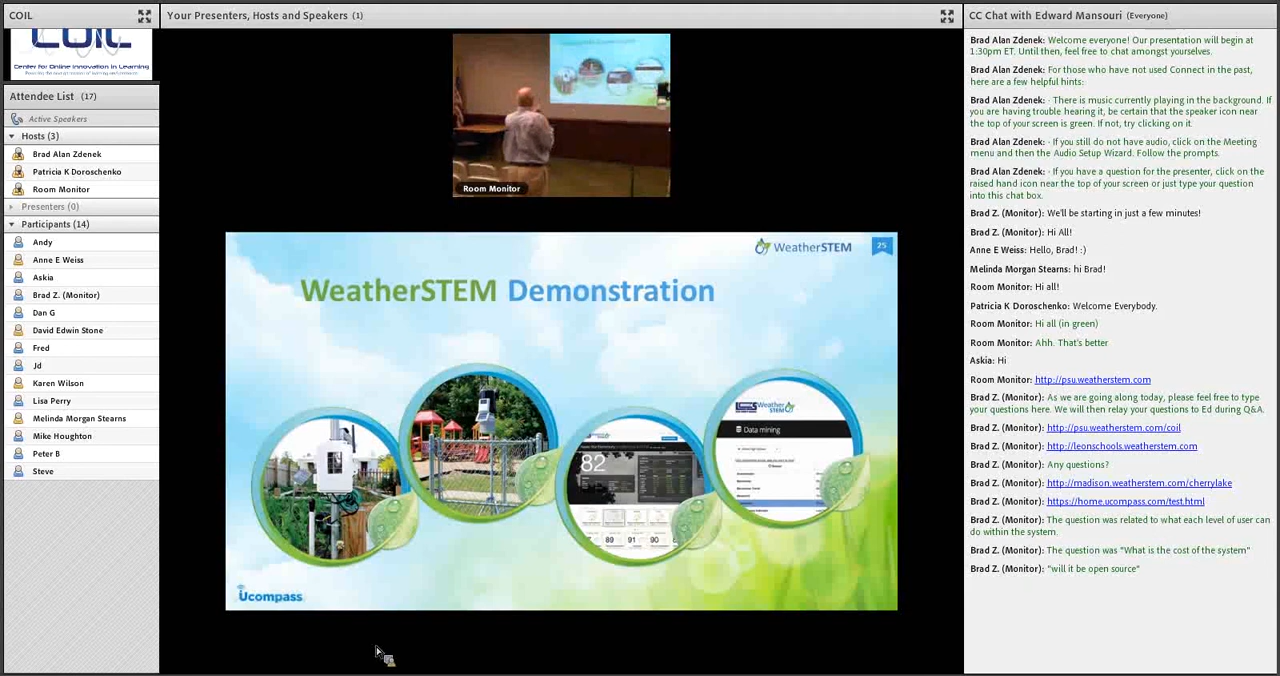 COIL
COIL
Center for Online Innovation in Learning
Attendee List (17)
Active Speakers
Hosts (3)
Brad Alan Zdenek
Patricia K Doroschenko
Room Monitor
Presenters (0)
Participants (14)
Andy
Anne E Weiss
Askia
Brad Z. (Monitor)
Dan G
David Edwin Stone
Fred
Jd
Karen Wilson
Lisa Perry
Melinda Morgan Stearns
Mike Houghton
Peter B
Steve
Your Presenters, Hosts and Speakers (1)
Room Monitor
WeatherSTEM
25
WeatherSTEM Demonstration
82
89 91 90
WeatherSTEM
Data mining
Ucompass
CC Chat with Edward Mansouri (Everyone)
Brad Alan Zdenek: Welcome everyone! Our presentation will begin at
1:30pm ET. Until then, feel free to chat amongst yourselves.
Brad Alan Zdenek: For those who have not used Connect in the past,
here are a few helpful hints:
Brad Alan Zdenek: - There is music currently playing in the background. If
you are having trouble hearing it, be certain that the speaker icon near
the top of your screen is green. If not, try clicking on it
Brad Alan Zdenek: - If you still do not have audio, click on the Meeting
menu and then the Audio Setup Wizard. Follow the prompts.
Brad Alan Zdenek: - If you have a question for the presenter, click on the
raised hand icon near the top of your screen or just type your question
into this chat box.
Brad Z. (Monitor): We'll be starting in just a few minutes!
Brad Z. (Monitor): Hi All!
Anne E Weiss: Hello, Brad! :)
Melinda Morgan Stearns: hi Brad!
Room Monitor: Hi all!
Patricia K Doroschenko: Welcome Everybody.
Room Monitor: Hi all (in green)
Room Monitor: Ahh. That's better
Askia: Hi
Room Monitor: http://psu.weatherstem.com
Brad Z. (Monitor): As we are going along today, please feel free to type
your questions here. We will then relay your questions to Ed during Q&A.
Brad Z. (Monitor): http://psu.weatherstem.com/coil
Brad Z. (Monitor): http://leonschools.weatherstem.com
Brad Z. (Monitor): Any questions?
Brad Z. (Monitor): http://madison.weatherstem.com/cherrylake
Brad Z. (Monitor): https://home.ucompass.com/test.html
Brad Z. (Monitor): The question was related to what each level of user can
do within the system.
Brad Z. (Monitor): The question was "What is the cost of the system"
Brad Z. (Monitor): "will it be open source"